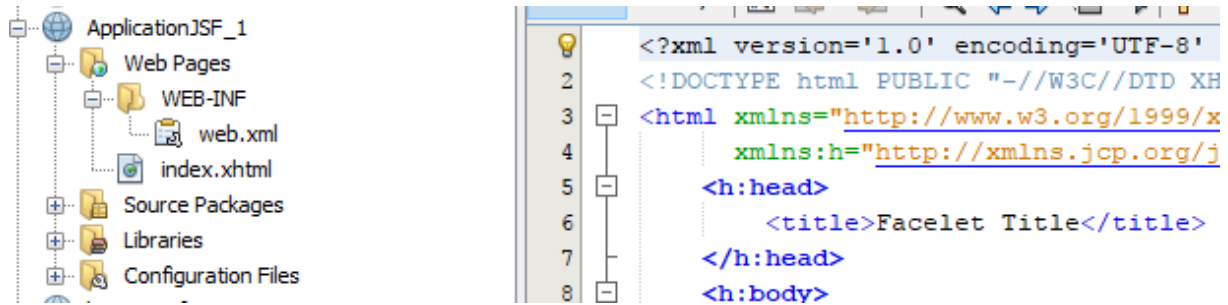 ApplicationJSF_1
Web Pages
WEB-INF
web.xml
index.xhtml
Source Packages
Libraries
Configuration Files
<?xml version='1.0' encoding='UTF-8'
2 <!DOCTYPE html PUBLIC "-//W3C//DTD XH
3 <html xmlns="http://www.w3.org/1999/x
4 xmlns:h="http://xmlns.jcp.org/j
5 <h:head>
6 <title>Facelet Title</title>
7 </h:head>
8 <h:body>